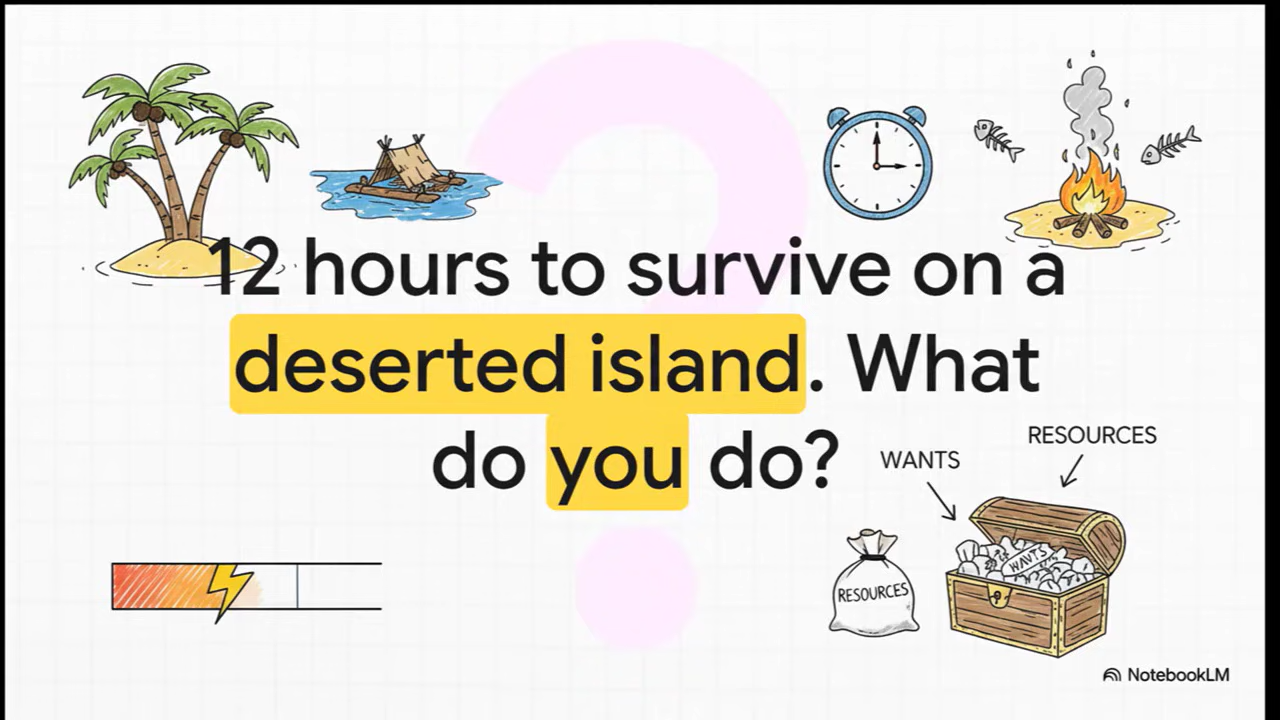 12 hours to survive on a
deserted island. What
do you do?
WANTS
RESOURCES
RESOURCES
WANTS
NotebookLM